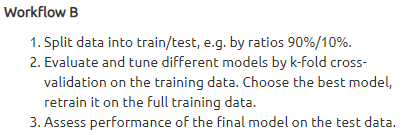 Workflow B
1. Split data into train/test, e.g. by ratios 90%/10%.
2. Evaluate and tune different models by k-fold cross-
validation on the training data. Choose the best model,
retrain it on the full training data.
3. Assess performance of the final model on the test data.